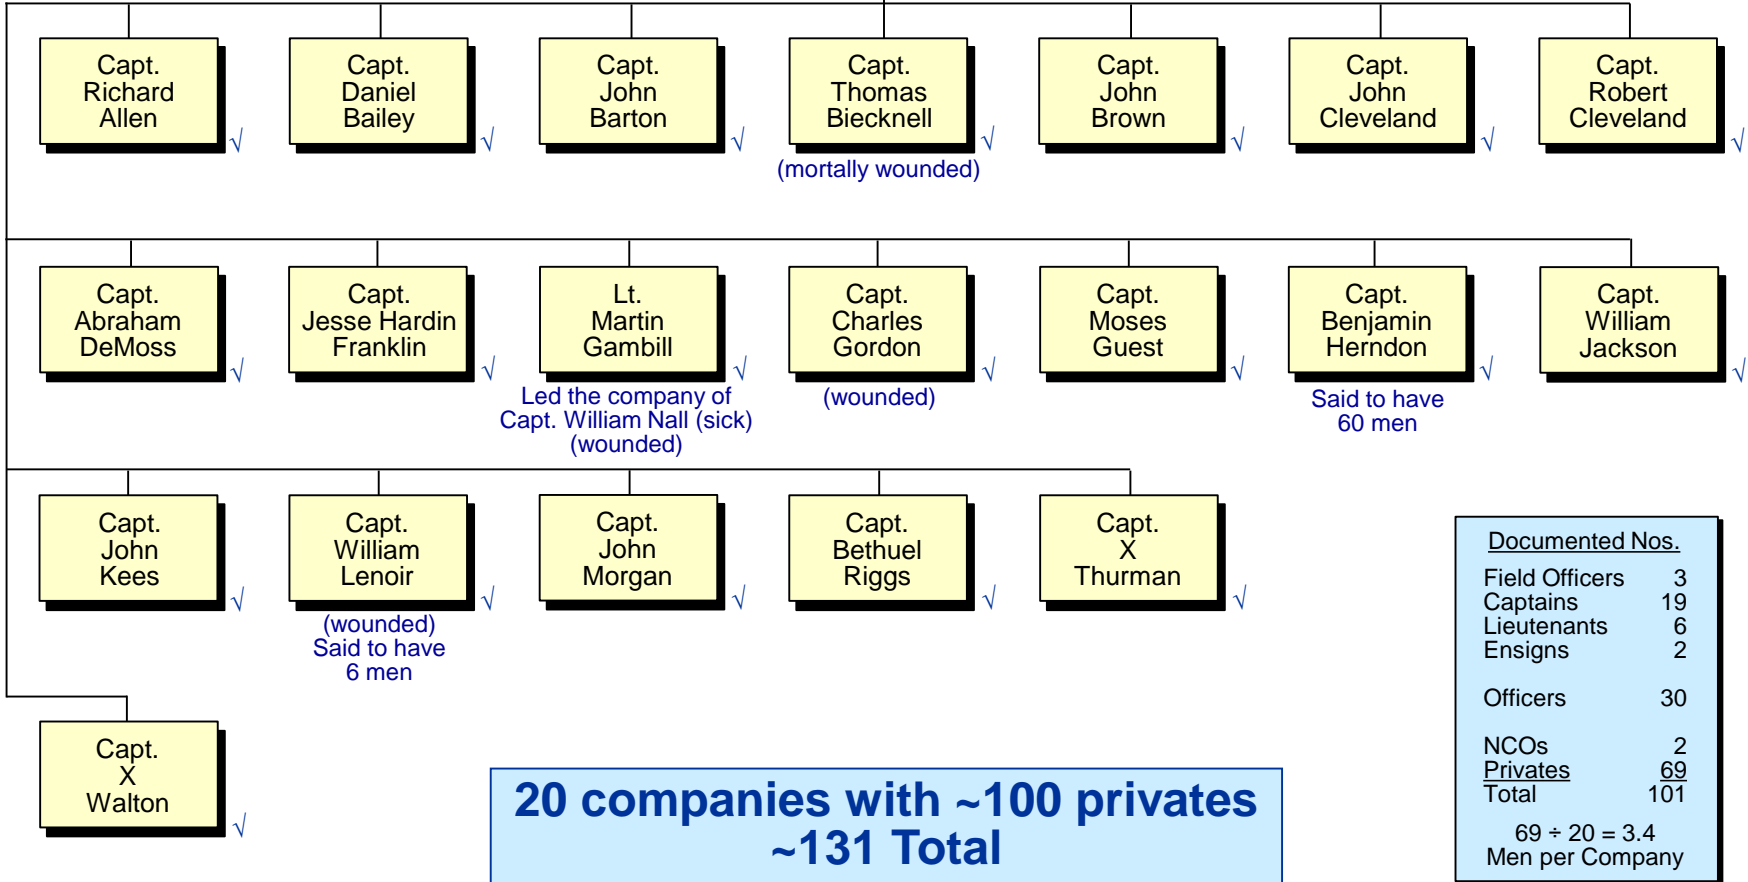 Capt.
Richard
Allen
√
Capt.
Daniel
Bailey
√
Capt.
John
Barton
√
Capt.
Thomas
Biecknell
√
(mortally wounded)
Capt.
John
Brown
√
Capt.
John
Cleveland
√
Capt.
Robert
Cleveland
√
Capt.
Abraham
DeMoss
√
Capt.
Jesse Hardin
Franklin
√
Lt.
Martin
Gambill
√
Led the company of
Capt. William Nall (sick)
(wounded)
Capt.
Charles
Gordon
√
(wounded)
Capt.
Moses
Guest
√
Capt.
Benjamin
Herndon
√
Said to have
60 men
Capt.
William
Jackson
√
Capt.
John
Kees
√
Capt.
William
Lenoir
√
(wounded)
Said to have
6 men
Capt.
John
Morgan
√
Capt.
Bethuel
Riggs
√
Capt.
X
Thurman
√
Capt.
X
Walton
√
20 companies with ~100 privates
~131 Total
Documented Nos.
Field Officers 3
Captains 19
Lieutenants 6
Ensigns 2
Officers 30
NCOs 2
Privates 69
Total 101
69 ÷ 20 = 3.4
Men per Company